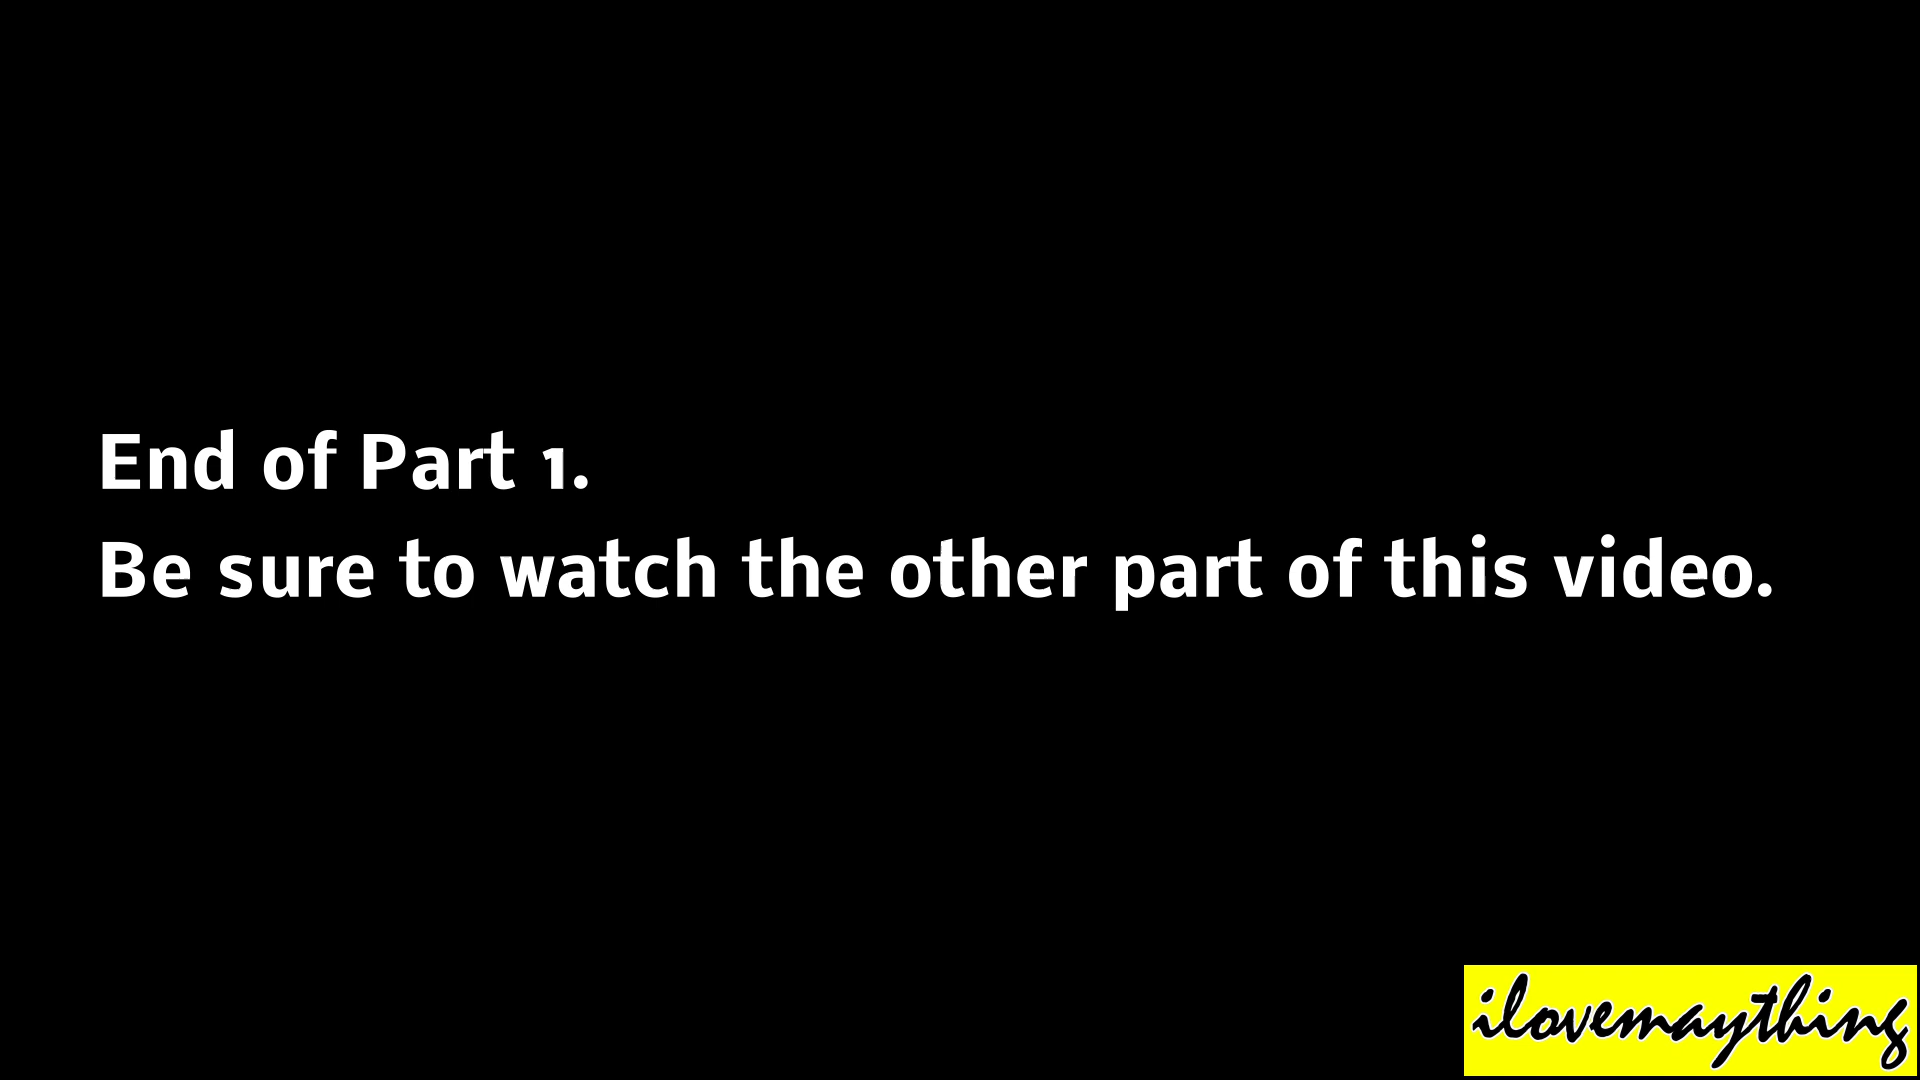 End of Part 1.
Be sure to watch the other part of this video.
ilovemaything